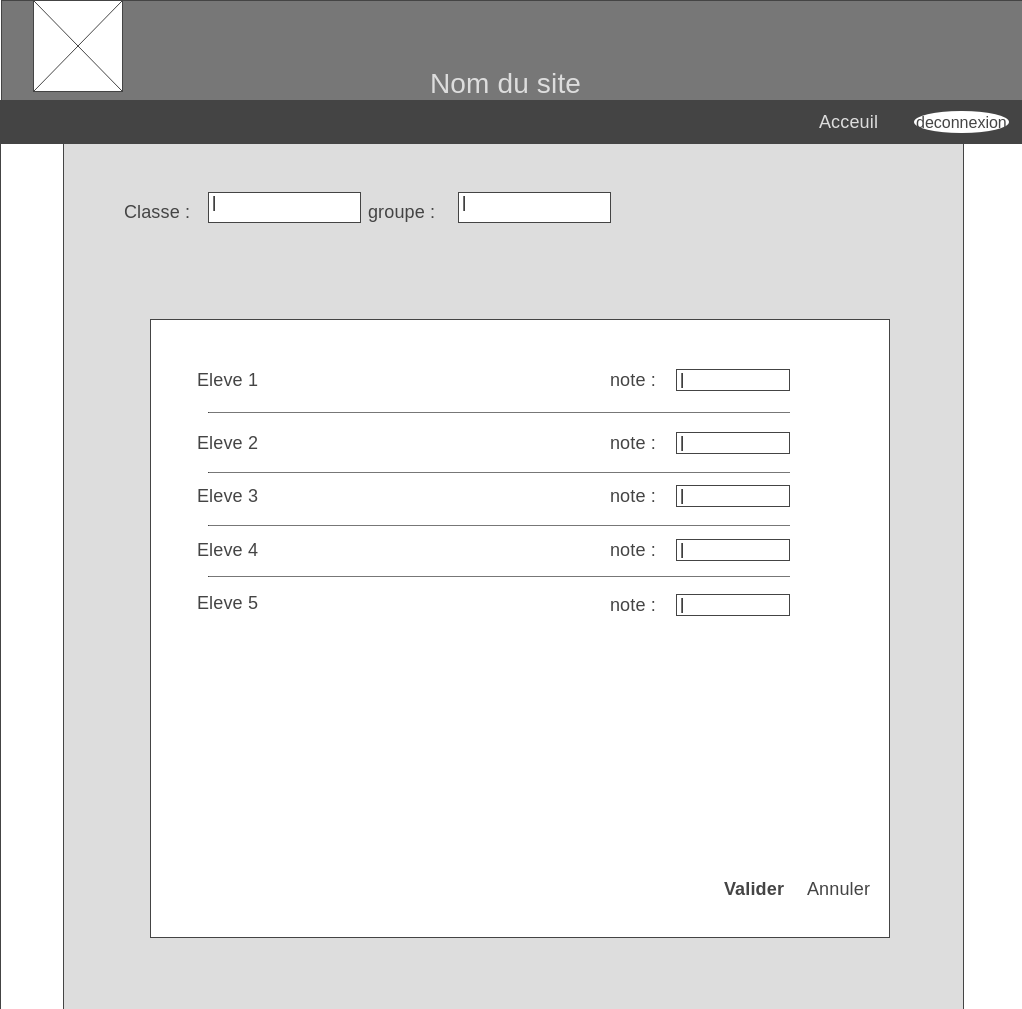 Nom du site
Acceuil deconnexion
Classe : groupe :
Eleve 1 note :
Eleve 2 note :
Eleve 3 note :
Eleve 4 note :
Eleve 5 note :
Valider Annuler